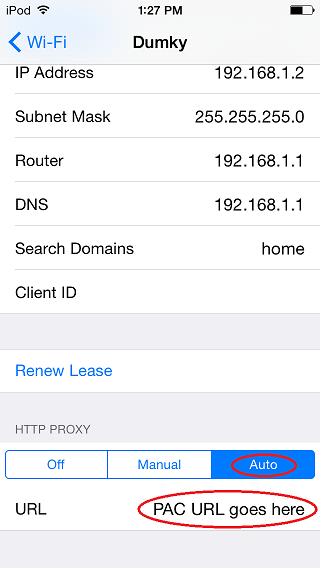 iPod 1:27 PM
Wi-Fi Dumky
IP Address 192.168.1.2
Subnet Mask 255.255.255.0
Router 192.168.1.1
DNS 192.168.1.1
Search Domains home
Client ID
Renew Lease
HTTP PROXY
Off Manual Auto
URL PAC URL goes here